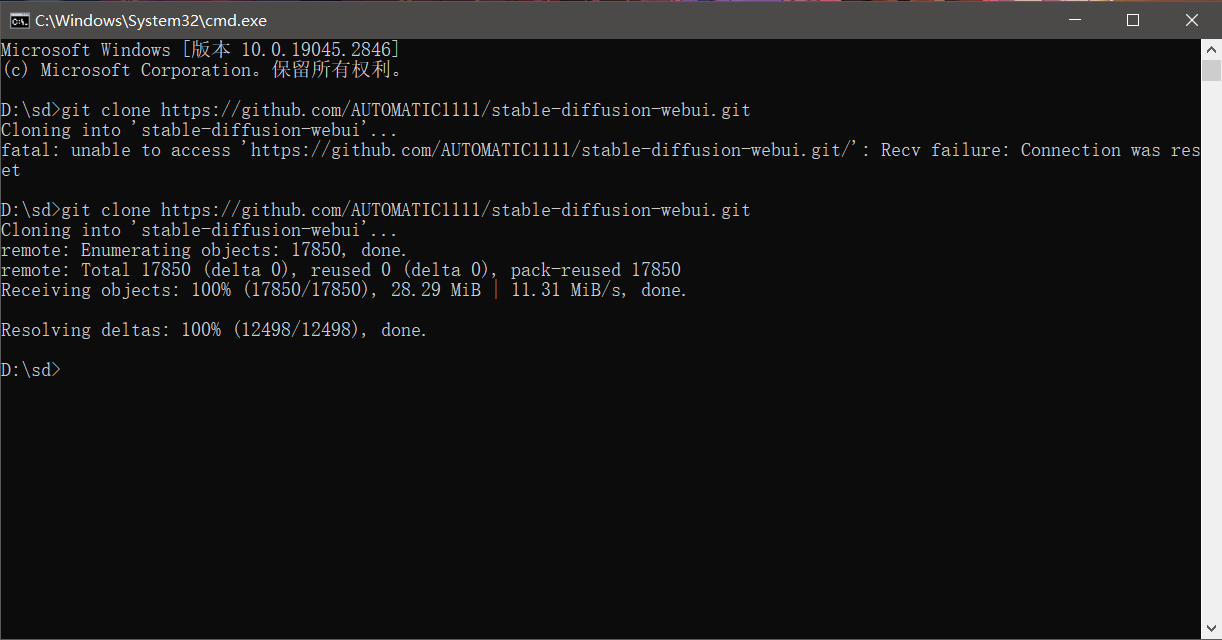 C:\Windows\System32\cmd.exe
Microsoft Windows [版本 10.0.19045.2846]
(c) Microsoft Corporation。保留所有权利。
D:\sd>git clone https://github.com/AUTOMATIC1111/stable-diffusion-webui.git
Cloning into 'stable-diffusion-webui'...
fatal: unable to access 'https://github.com/AUTOMATIC1111/stable-diffusion-webui.git/': Recv failure: Connection was res
et
D:\sd>git clone https://github.com/AUTOMATIC1111/stable-diffusion-webui.git
Cloning into 'stable-diffusion-webui'...
remote: Enumerating objects: 17850, done.
remote: Total 17850 (delta 0), reused 0 (delta 0), pack-reused 17850
Receiving objects: 100% (17850/17850), 28.29 MiB | 11.31 MiB/s, done.
Resolving deltas: 100% (12498/12498), done.
D:\sd>